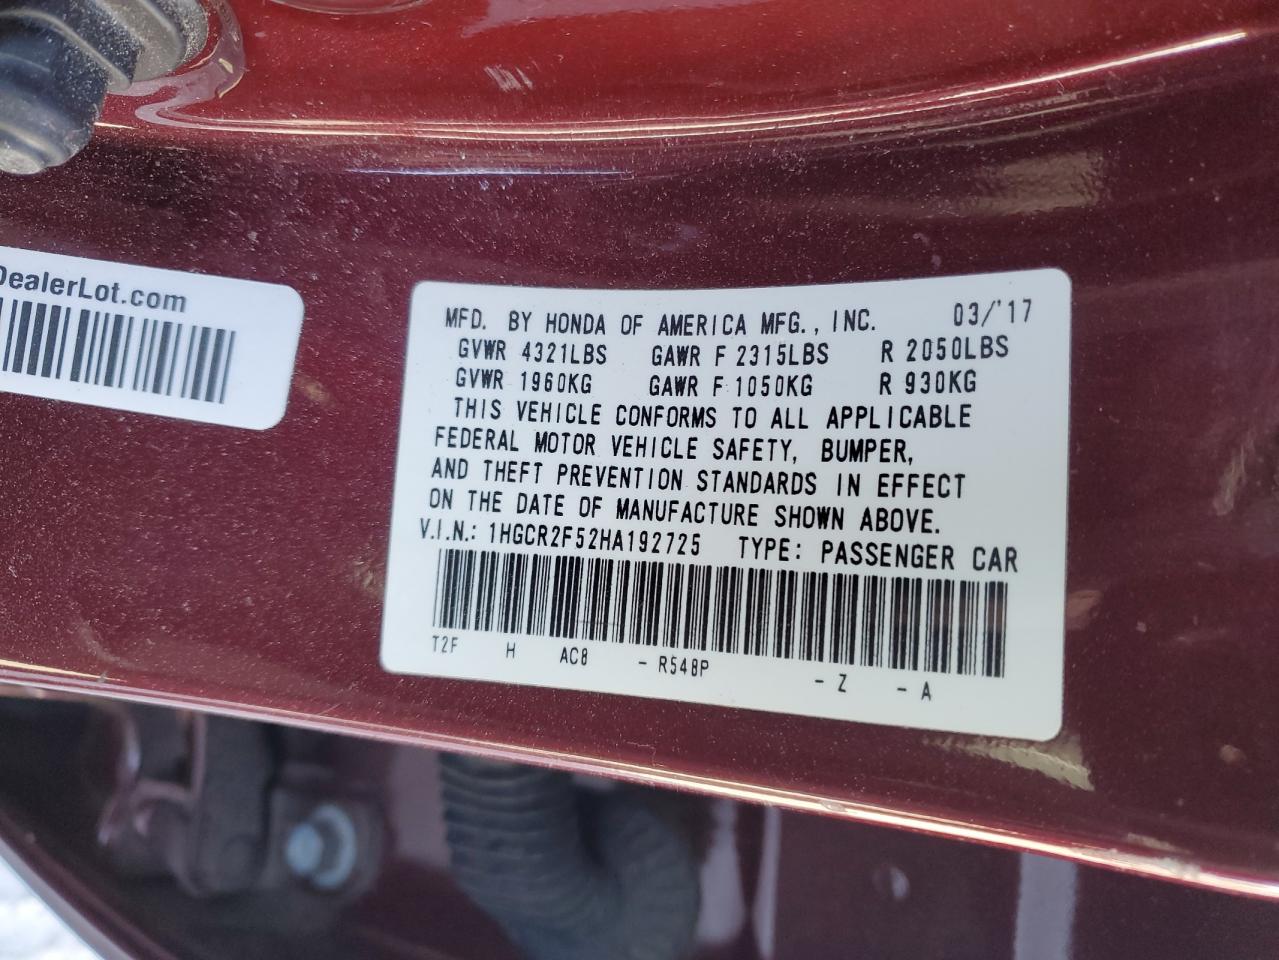 DealerLot.com
MFD. BY HONDA OF AMERICA MFG., INC. 03/'17
GVWR 4321LBS GAWR F 2315LBS R 2050LBS
GVWR 1960KG GAWR F 1050KG R 930KG
THIS VEHICLE CONFORMS TO ALL APPLICABLE
FEDERAL MOTOR VEHICLE SAFETY, BUMPER,
AND THEFT PREVENTION STANDARDS IN EFFECT
ON THE DATE OF MANUFACTURE SHOWN ABOVE.
V.I.N.: 1HGCR2F52HA192725 TYPE: PASSENGER CAR
T2F H AC8 - R548P - Z - A